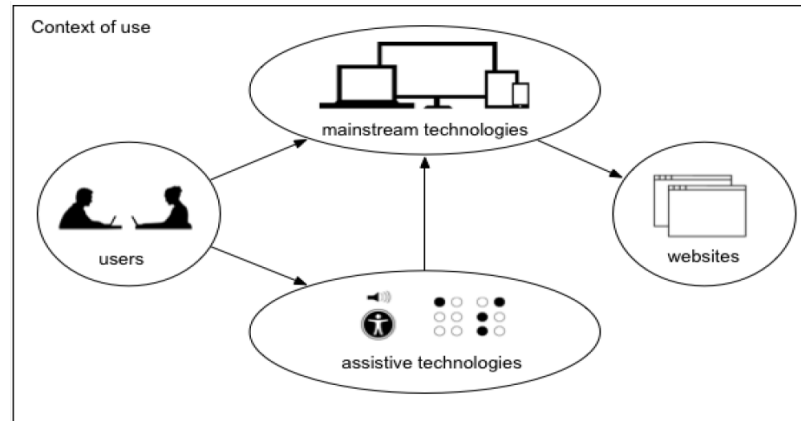 Context of use
mainstream technologies
users
websites
assistive technologies